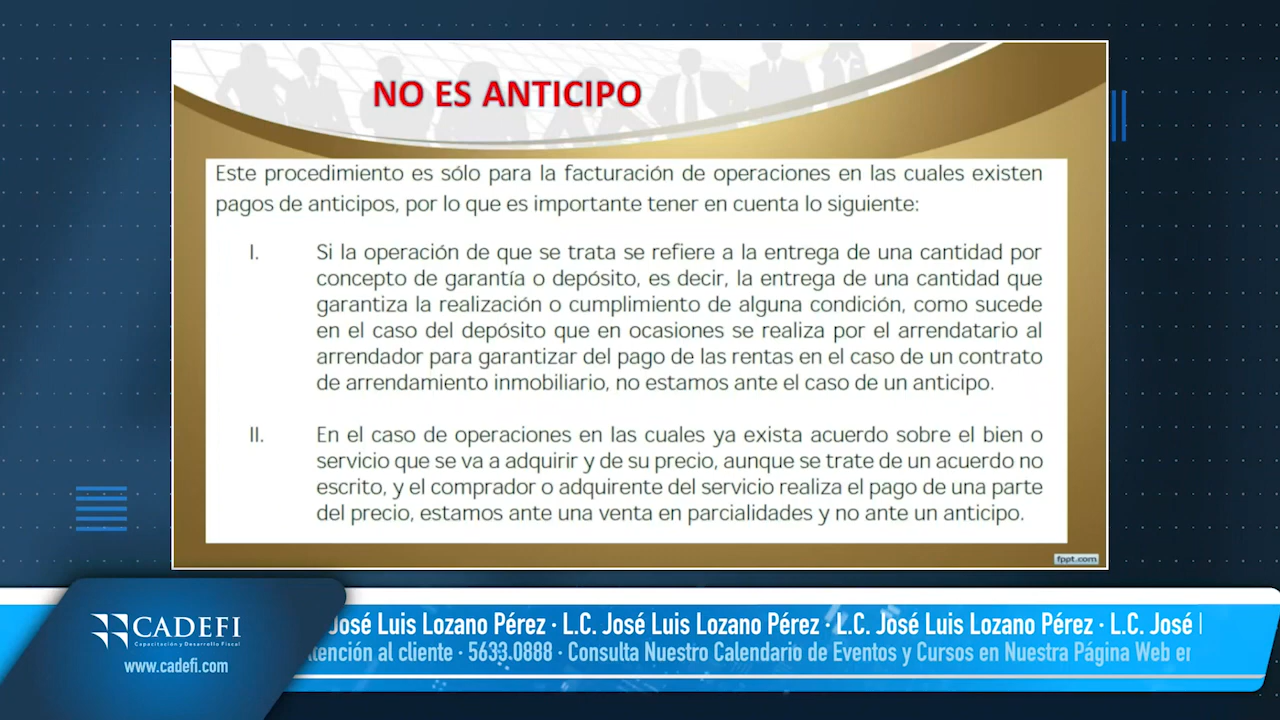 NO ES ANTICIPO
Este procedimiento es sólo para la facturación de operaciones en las cuales existen
pagos de anticipos, por lo que es importante tener en cuenta lo siguiente:
I. Si la operación de que se trata se refiere a la entrega de una cantidad por
concepto de garantía o depósito, es decir, la entrega de una cantidad que
garantiza la realización o cumplimiento de alguna condición, como sucede
en el caso del depósito que en ocasiones se realiza por el arrendatario al
arrendador para garantizar del pago de las rentas en el caso de un contrato
de arrendamiento inmobiliario, no estamos ante el caso de un anticipo.
II. En el caso de operaciones en las cuales ya exista acuerdo sobre el bien o
servicio que se va a adquirir y de su precio, aunque se trate de un acuerdo no
escrito, y el comprador o adquirente del servicio realiza el pago de una parte
del precio, estamos ante una venta en parcialidades y no ante un anticipo.
fppt.com
CADEFI
Capacitación y Desarrollo Fiscal
www.cadefi.com
José Luis Lozano Pérez · L.C. José Luis Lozano Pérez · L.C. José Luis Lozano Pérez · L.C. José
tención al cliente · 5633.0888 · Consulta Nuestro Calendario de Eventos y Cursos en Nuestra Página Web en